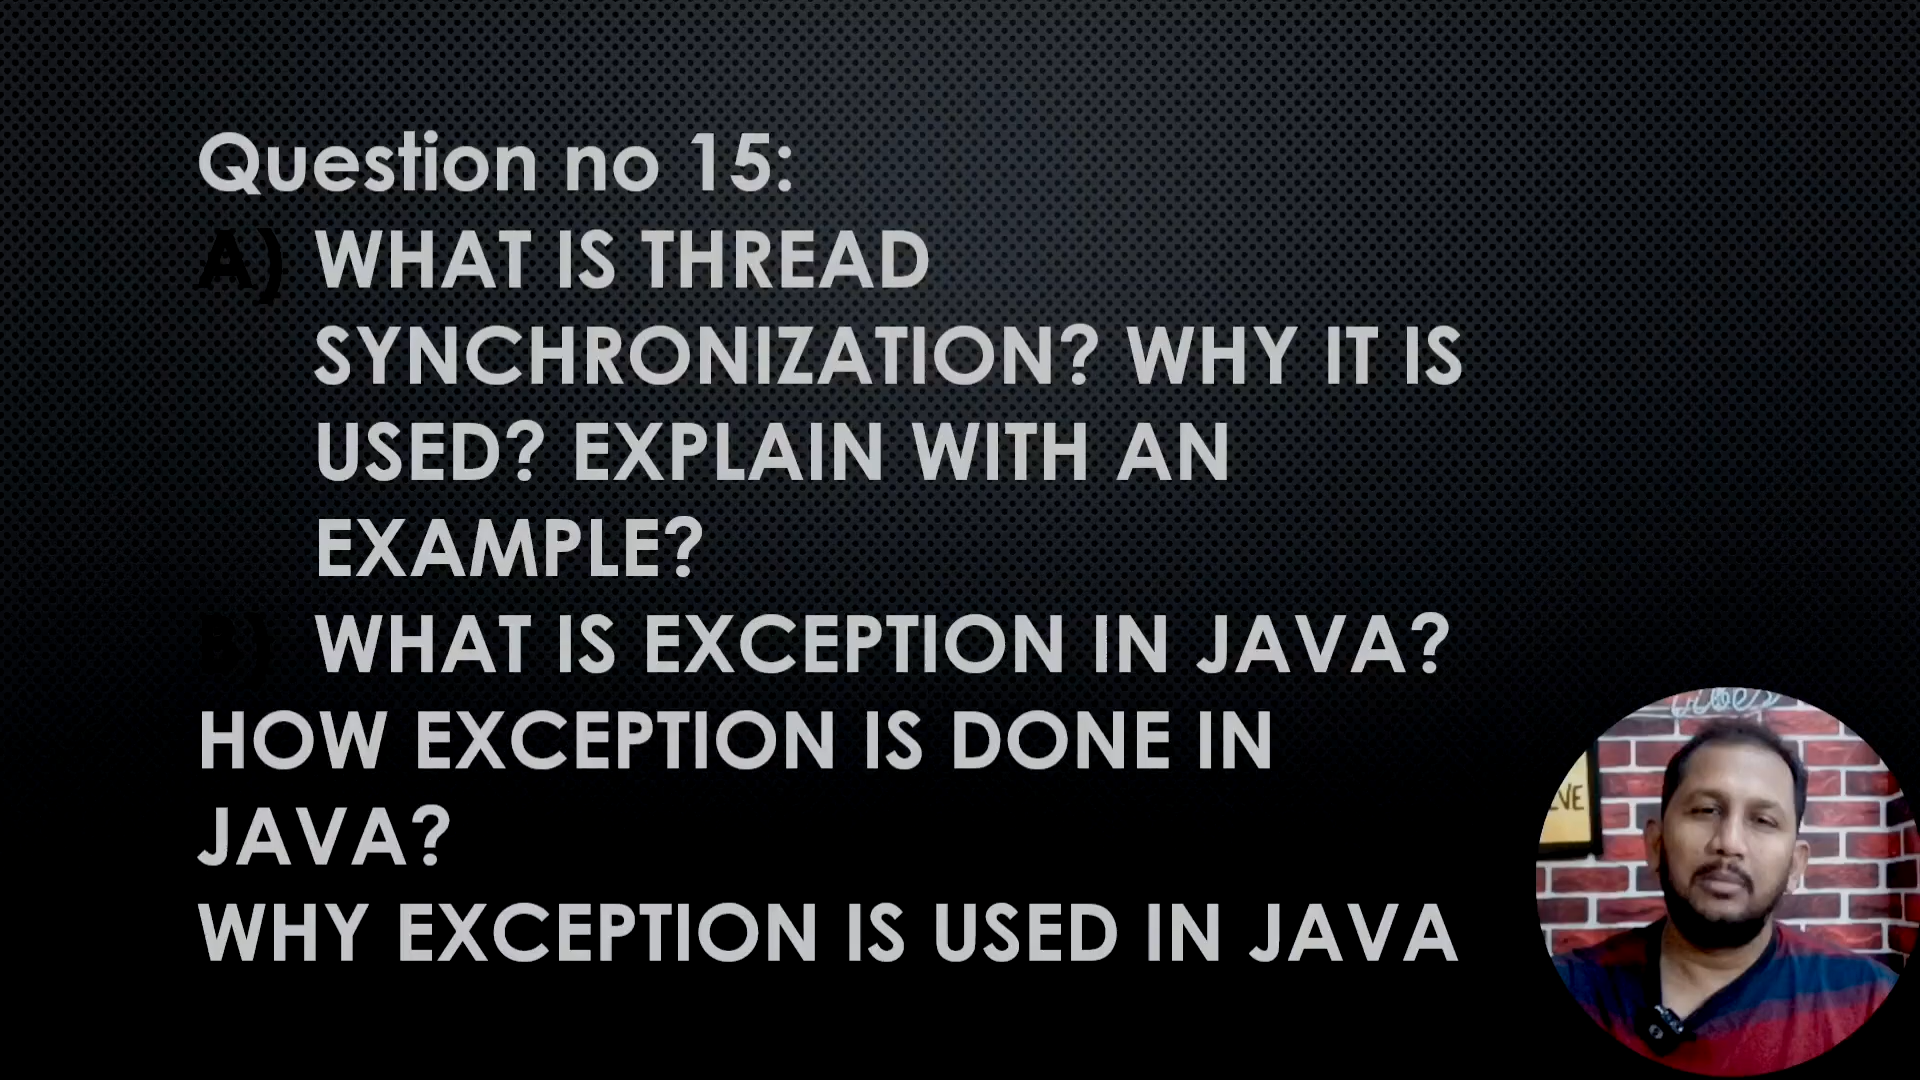 Question no 15:
A) WHAT IS THREAD
SYNCHRONIZATION? WHY IT IS
USED? EXPLAIN WITH AN
EXAMPLE?
B) WHAT IS EXCEPTION IN JAVA?
HOW EXCEPTION IS DONE IN
JAVA?
WHY EXCEPTION IS USED IN JAVA